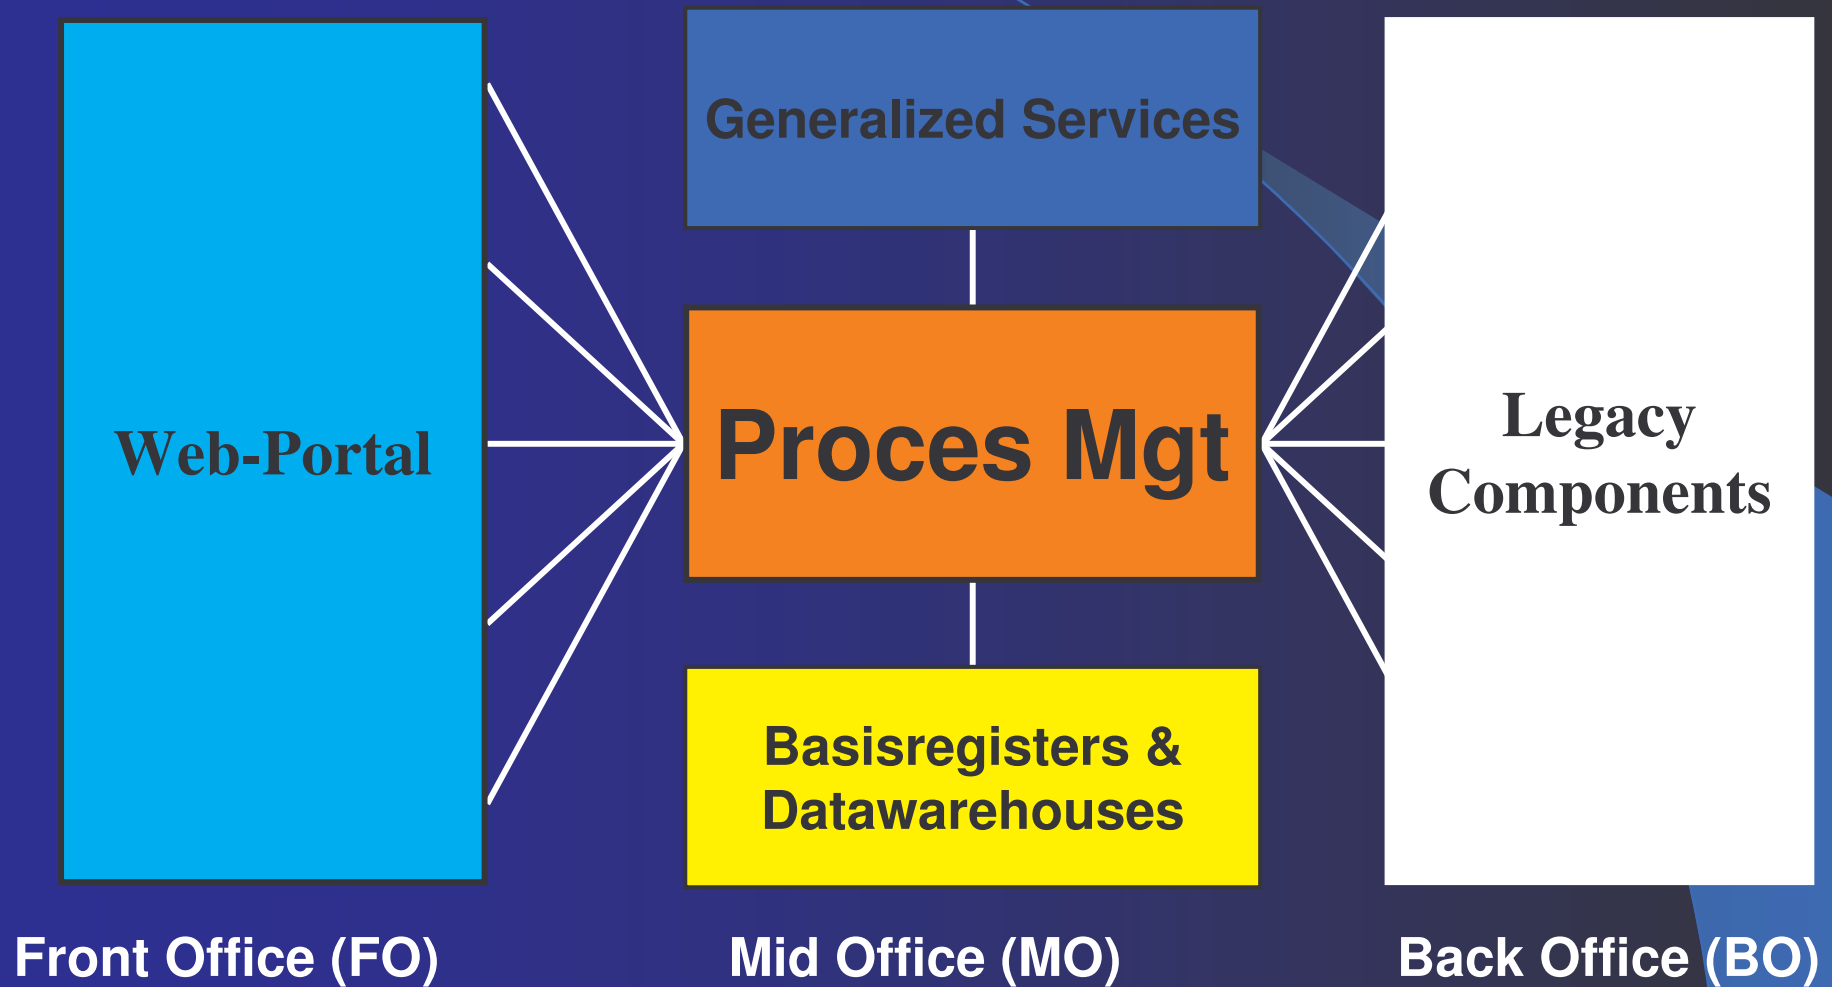 Generalized Services
Web-Portal
Proces Mgt
Legacy
Components
Basisregisters &
Datawarehouses
Front Office (FO)
Mid Office (MO)
Back Office (BO)